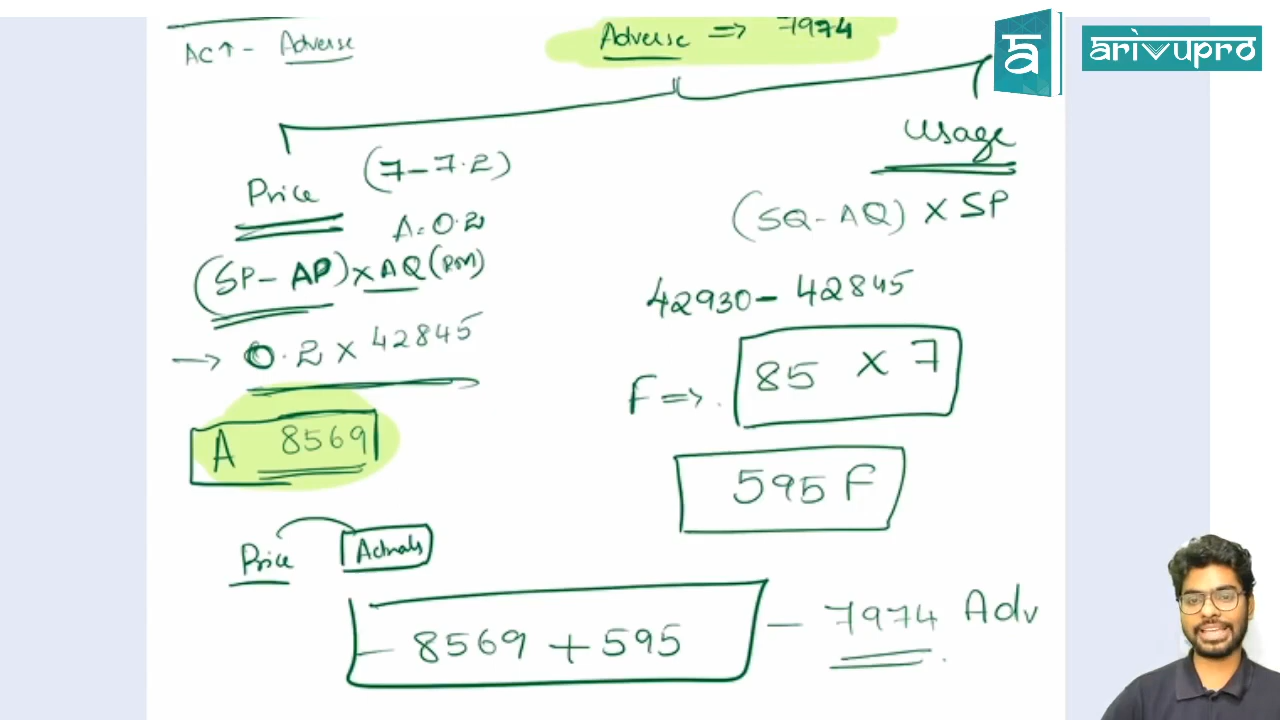 AC↑ - Adverse
Adverse => 7974
a arivupro
Usage
Price (7-7.2)
A=0.2
(SQ-AQ) x SP
(SP-AP) x AQ (RM)
42930 - 42845
→ 0.2 x 42845
F => 85 x 7
A 8569
595 F
Price Actuals
- 8569 + 595 - 7974 Adv